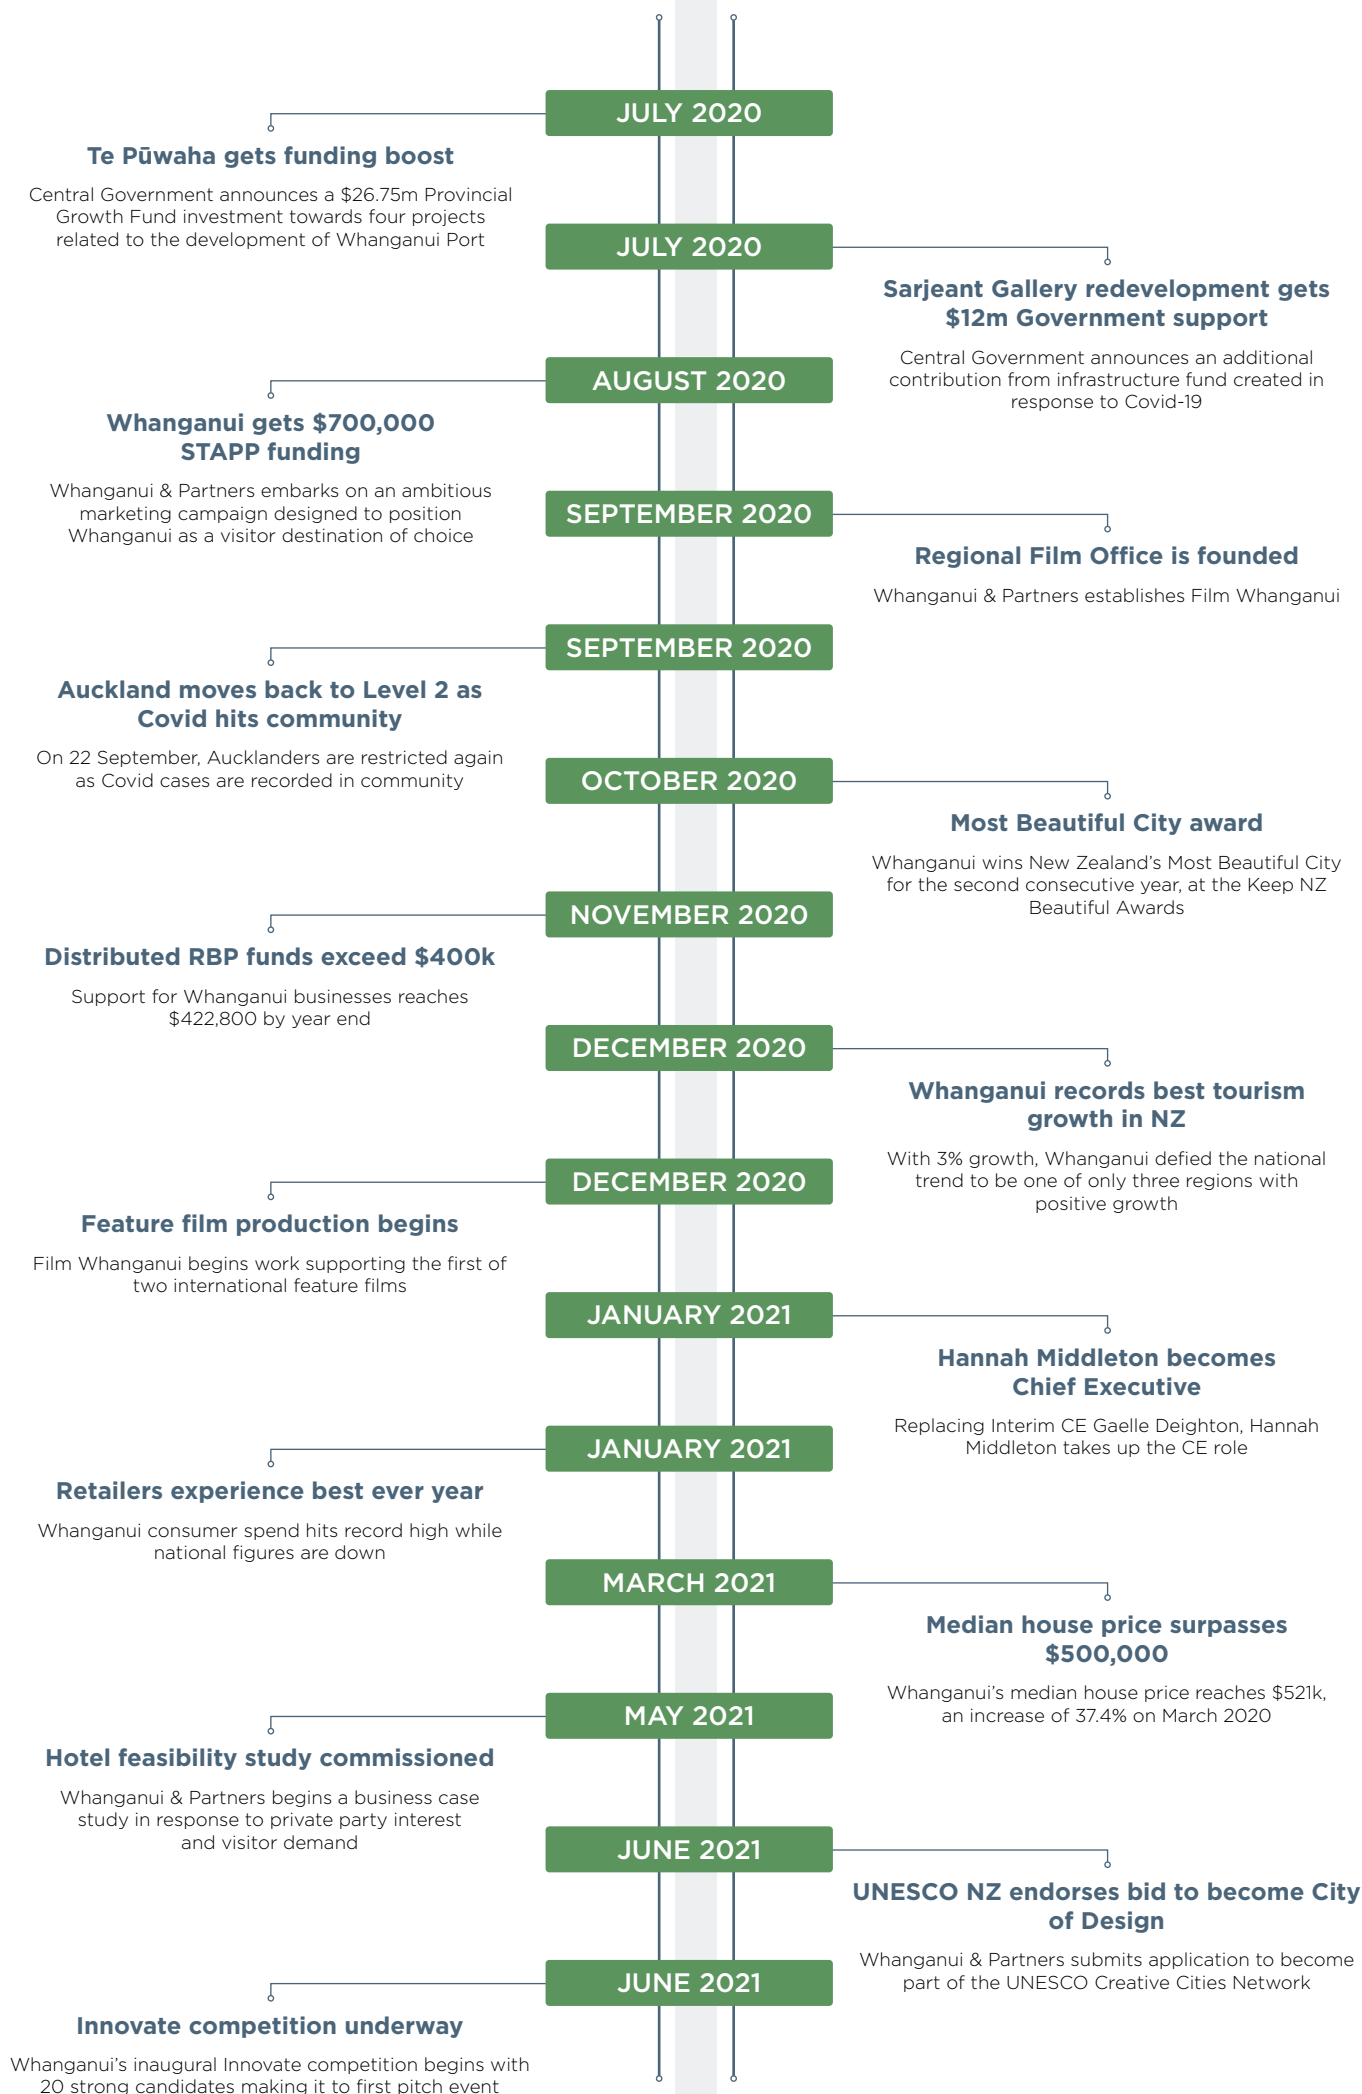 JULY 2020
Te Pūwaha gets funding boost
Central Government announces a $26.75m Provincial
Growth Fund investment towards four projects
related to the development of Whanganui Port
JULY 2020
Sarjeant Gallery redevelopment gets
$12m Government support
Central Government announces an additional
contribution from infrastructure fund created in
response to Covid-19
AUGUST 2020
Whanganui gets $700,000
STAPP funding
Whanganui & Partners embarks on an ambitious
marketing campaign designed to position
Whanganui as a visitor destination of choice
SEPTEMBER 2020
Regional Film Office is founded
Whanganui & Partners establishes Film Whanganui
SEPTEMBER 2020
Auckland moves back to Level 2 as
Covid hits community
On 22 September, Aucklanders are restricted again
as Covid cases are recorded in community
OCTOBER 2020
Most Beautiful City award
Whanganui wins New Zealand’s Most Beautiful City
for the second consecutive year, at the Keep NZ
Beautiful Awards
NOVEMBER 2020
Distributed RBP funds exceed $400k
Support for Whanganui businesses reaches
$422,800 by year end
DECEMBER 2020
Whanganui records best tourism
growth in NZ
With 3% growth, Whanganui defied the national
trend to be one of only three regions with
positive growth
DECEMBER 2020
Feature film production begins
Film Whanganui begins work supporting the first of
two international feature films
JANUARY 2021
Hannah Middleton becomes
Chief Executive
Replacing Interim CE Gaelle Deighton, Hannah
Middleton takes up the CE role
JANUARY 2021
Retailers experience best ever year
Whanganui consumer spend hits record high while
national figures are down
MARCH 2021
Median house price surpasses
$500,000
Whanganui’s median house price reaches $521k,
an increase of 37.4% on March 2020
MAY 2021
Hotel feasibility study commissioned
Whanganui & Partners begins a business case
study in response to private party interest
and visitor demand
JUNE 2021
UNESCO NZ endorses bid to become City
of Design
Whanganui & Partners submits application to become
part of the UNESCO Creative Cities Network
JUNE 2021
Innovate competition underway
Whanganui’s inaugural Innovate competition begins with
20 strong candidates making it to first pitch event